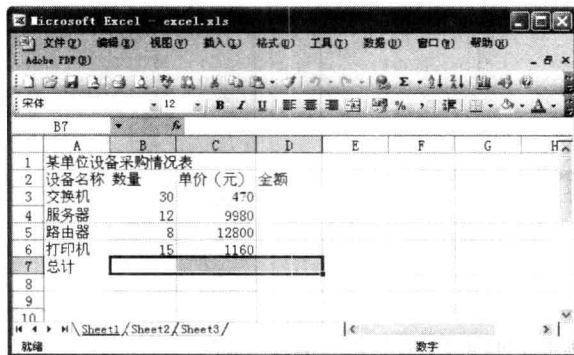 Microsoft Excel - excel.xls
文件(F) 编辑(E) 视图(V) 插入(I) 格式(O) 工具(T) 数据(D) 窗口(W) 帮助(H)
Adobe PDF(B)
宋体 12 B I U % ,
B7 fx
A B C D E F G H
1 某单位设备采购情况表
2 设备名称 数量 单价（元） 金额
3 交换机 30 470
4 服务器 12 9980
5 路由器 8 12800
6 打印机 15 1160
7 总计
8
9
10
Sheet1 / Sheet2 / Sheet3 /
就绪 数字